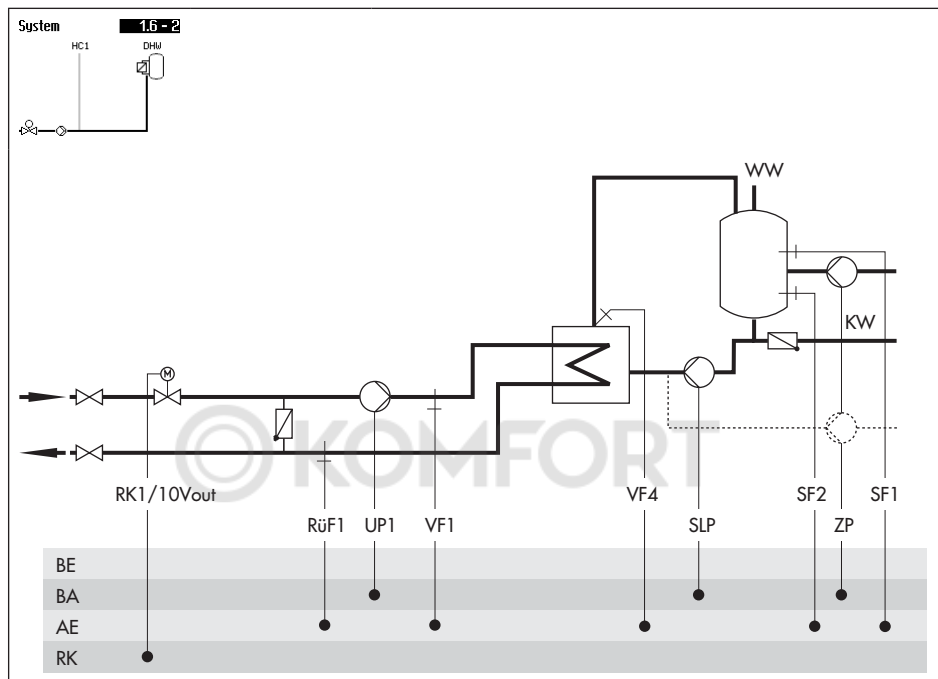 System 1.6 - 2
HC1 DHW
WW
KW
M
KOMFORT
RK1/10Vout
VF4
SF2
SF1
RüF1
UP1
VF1
SLP
ZP
BE
BA
AE
RK